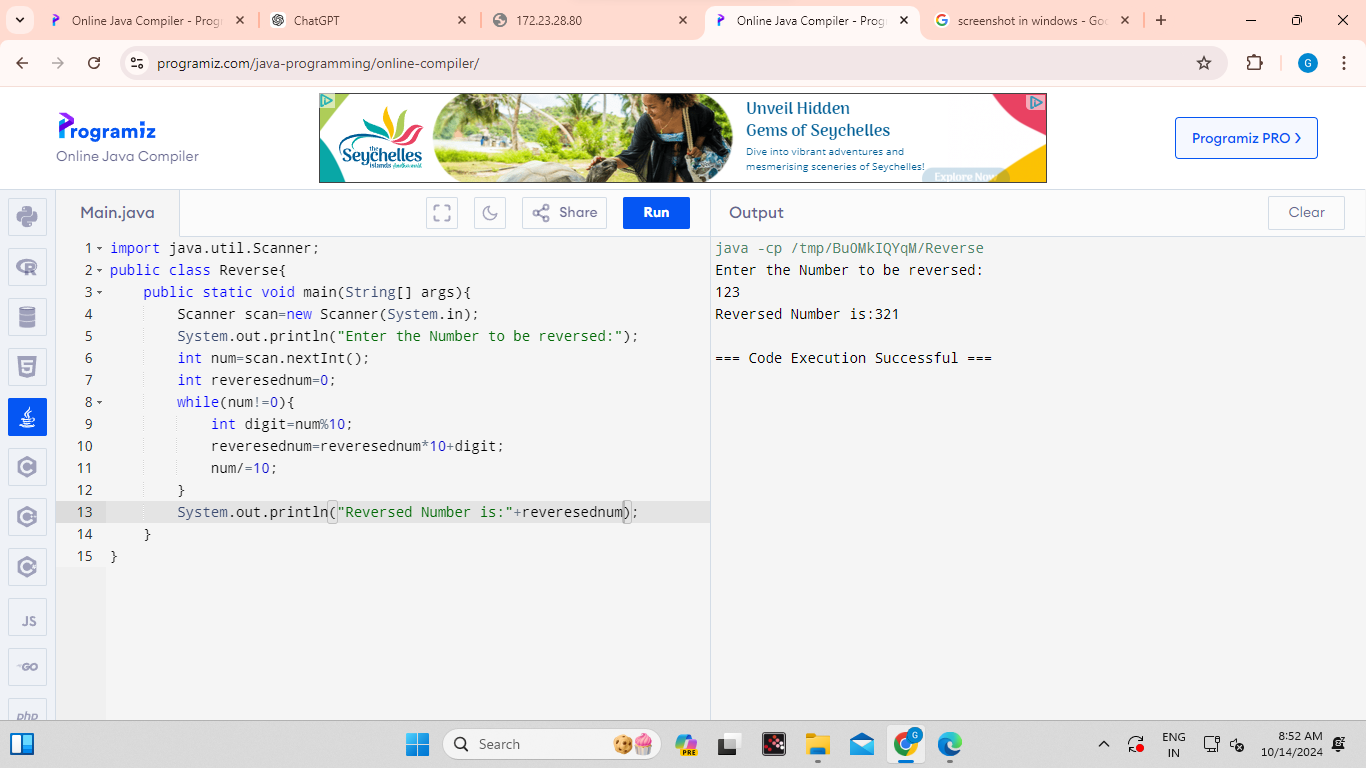 Online Java Compiler - Prog
ChatGPT
172.23.28.80
Online Java Compiler - Prog
screenshot in windows - Goo
programiz.com/java-programming/online-compiler/
G
Programiz
Online Java Compiler
the
Seychelles
islands
Unveil Hidden
Gems of Seychelles
Dive into vibrant adventures and
mesmerising sceneries of Seychelles!
Explore Now
Programiz PRO >
Main.java
Share
Run
Output
Clear
1 import java.util.Scanner;
2 public class Reverse{
3 public static void main(String[] args){
4 Scanner scan=new Scanner(System.in);
5 System.out.println("Enter the Number to be reversed:");
6 int num=scan.nextInt();
7 int reveresednum=0;
8 while(num!=0){
9 int digit=num%10;
10 reveresednum=reveresednum*10+digit;
11 num/=10;
12 }
13 System.out.println("Reversed Number is:"+reveresednum);
14 }
15 }
java -cp /tmp/BuOMkIQYqM/Reverse
Enter the Number to be reversed:
123
Reversed Number is:321
=== Code Execution Successful ===
JS
GO
php
Search
PRE
G
ENG
IN
8:52 AM
10/14/2024